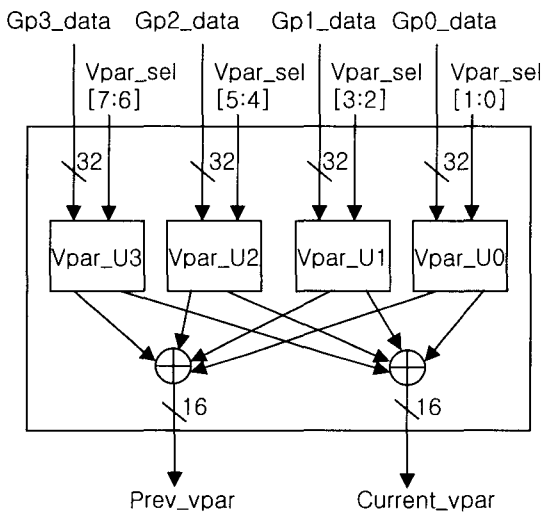 Gp3_data Gp2_data Gp1_data Gp0_data
Vpar_sel Vpar_sel Vpar_sel Vpar_sel
[7:6] [5:4] [3:2] [1:0]
32 32 32 32
Vpar_U3 Vpar_U2 Vpar_U1 Vpar_U0
16 16
Prev_vpar Current_vpar